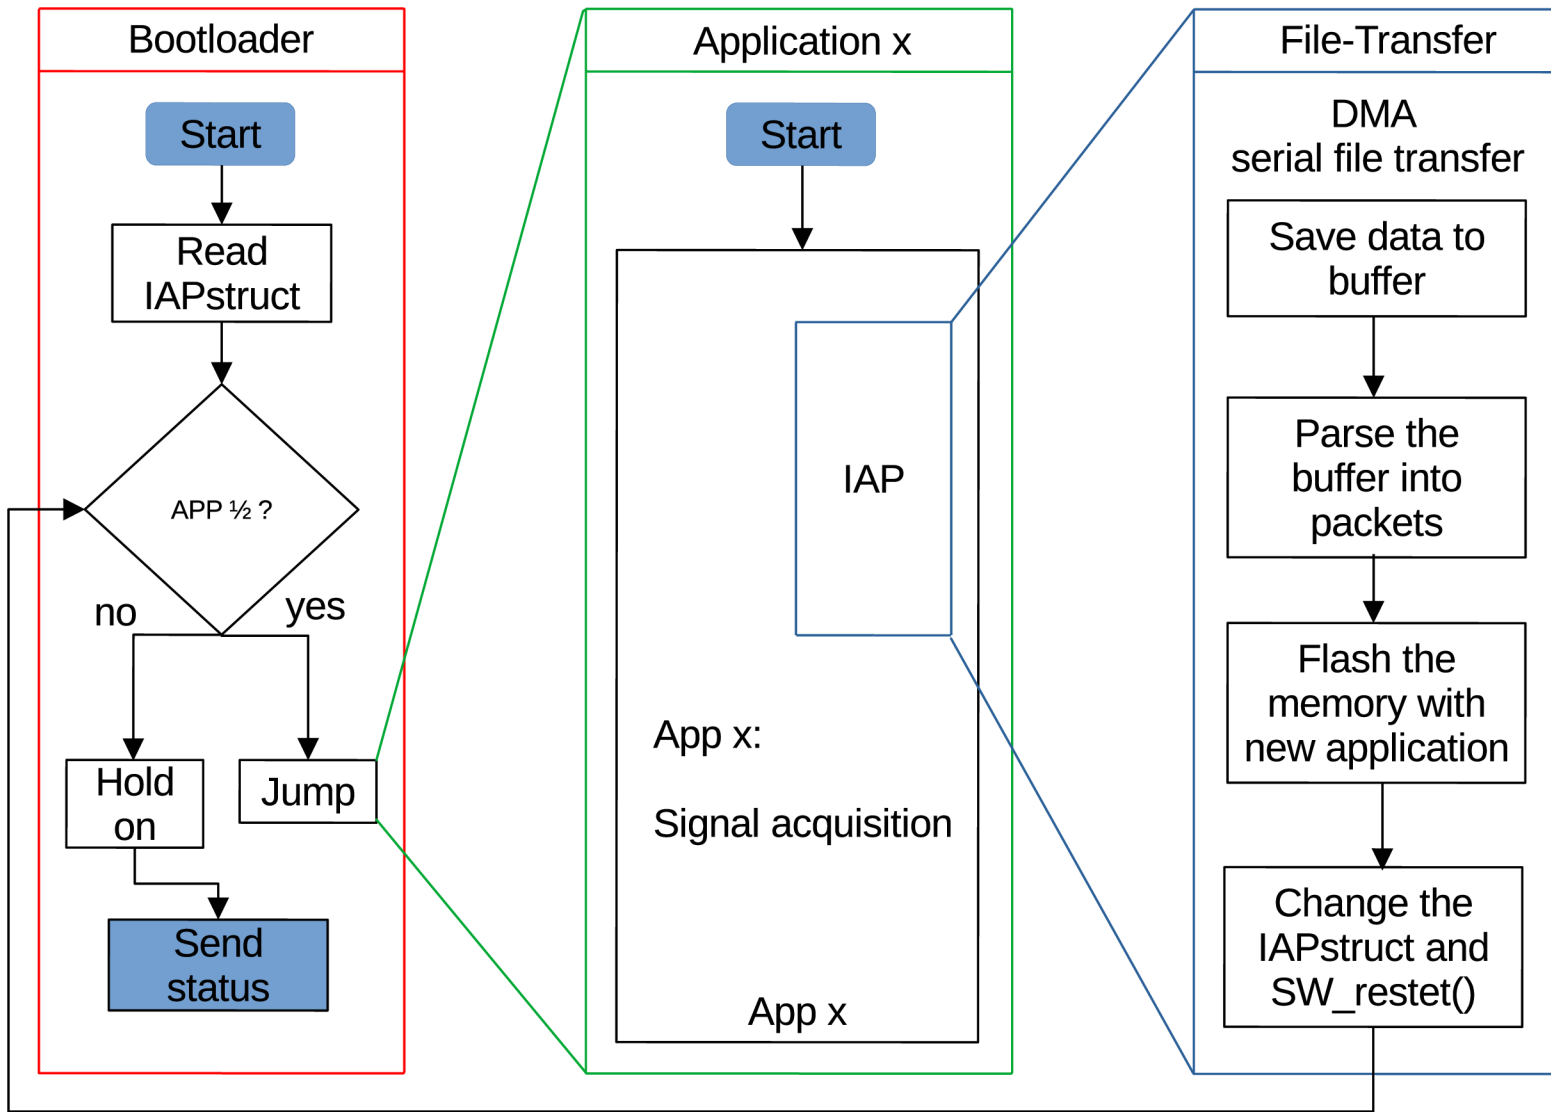 Bootloader
Start
Read
IAPstruct
APP ½ ?
no
yes
Hold
on
Jump
Send
status
Application x
Start
IAP
App x:
Signal acquisition
App x
File-Transfer
DMA
serial file transfer
Save data to
buffer
Parse the
buffer into
packets
Flash the
memory with
new application
Change the
IAPstruct and
SW_restet()